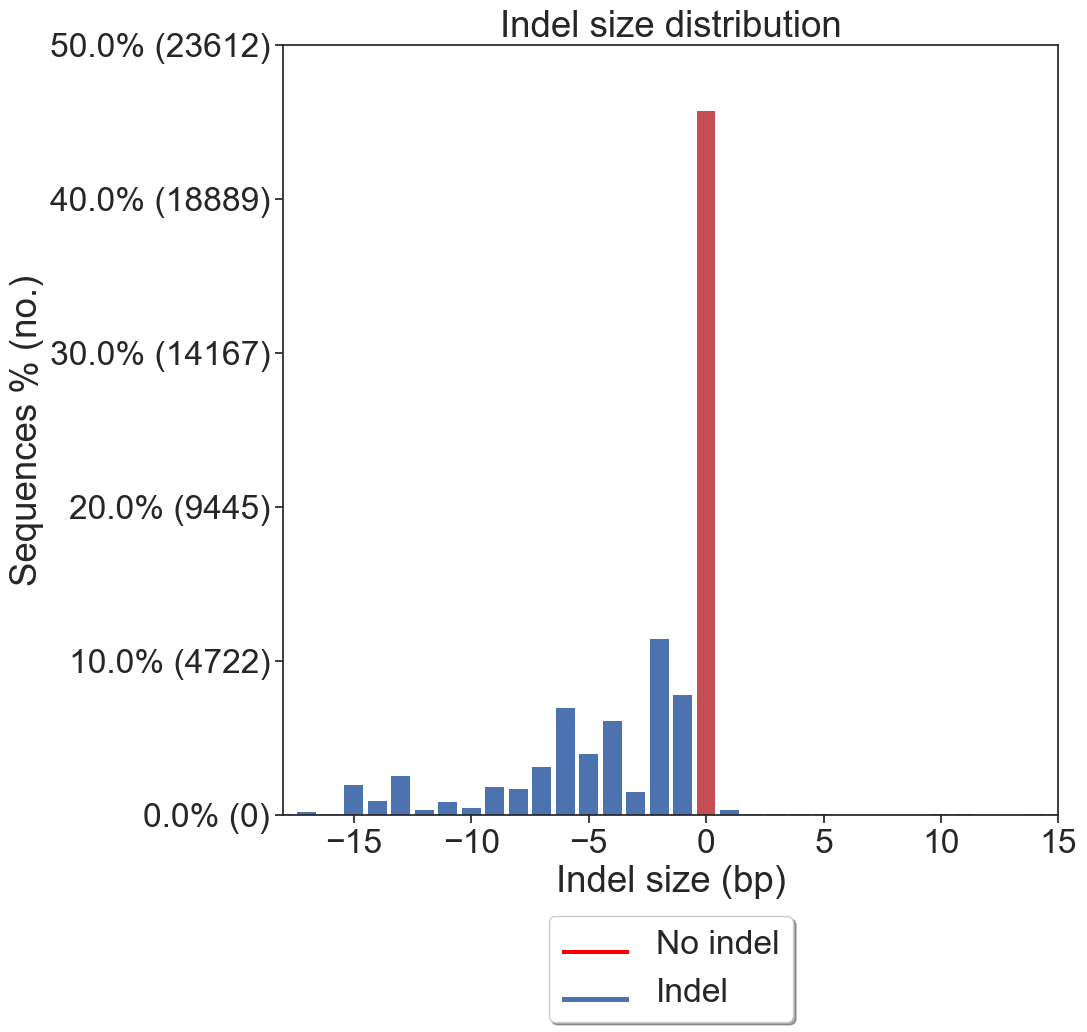 Indel size distribution
50.0% (23612)
40.0% (18889)
30.0% (14167)
20.0% (9445)
10.0% (4722)
0.0% (0)
Sequences % (no.)
−15 −10 −5 0 5 10 15
Indel size (bp)
No indel
Indel